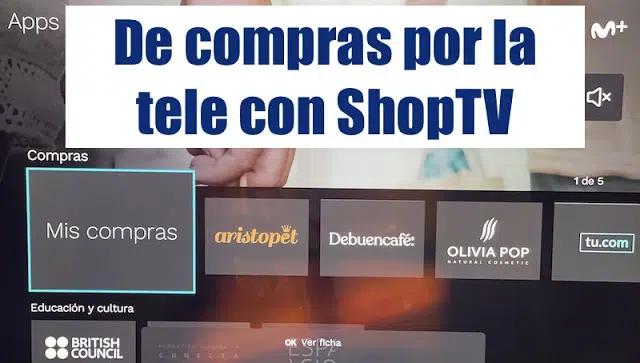 Apps
De compras por la
tele con ShopTV
M+
Compras
1 de 5
Mis compras
aristopet
Debuencafé:
OLIVIA POP
NATURAL COSMETIC
tu.com
Educación y cultura
BRITISH
COUNCIL
CONECTA
OK Ver ficha
ESPA